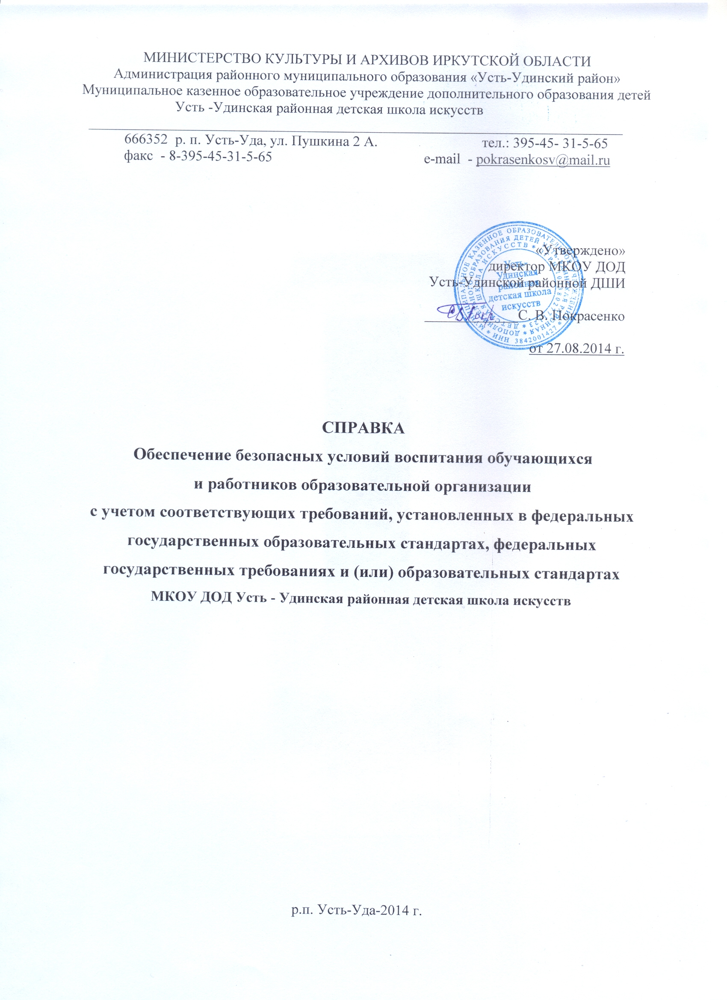 МИНИСТЕРСТВО КУЛЬТУРЫ И АРХИВОВ ИРКУТСКОЙ ОБЛАСТИ
Администрация районного муниципального образования «Усть-Удинский район»
Муниципальное казенное образовательное учреждение дополнительного образования детей
Усть -Удинская районная детская школа искусств
666352 р. п. Усть-Уда, ул. Пушкина 2 А. тел.: 395-45- 31-5-65
факс - 8-395-45-31-5-65 e-mail - pokrasenkosv@mail.ru
«Утверждено»
директор МКОУ ДОД
Усть-Удинской районной ДШИ
С. В. Покрасенко
от 27.08.2014 г.
МУНИЦИПАЛЬНОЕ КАЗЕННОЕ ОБРАЗОВАТЕЛЬНОЕ УЧРЕЖДЕНИЕ * ИНН 3842001427 *
ДОПОЛНИТЕЛЬНОГО ОБРАЗОВАНИЯ ДЕТЕЙ УСТЬ-УДИНСКАЯ РАЙОННАЯ *
ДЕТСКАЯ ШКОЛА ИСКУССТВ *
Усть-
Удинская
районная
детская школа
искусств
СПРАВКА
Обеспечение безопасных условий воспитания обучающихся
и работников образовательной организации
с учетом соответствующих требований, установленных в федеральных
государственных образовательных стандартах, федеральных
государственных требованиях и (или) образовательных стандартах
МКОУ ДОД Усть - Удинская районная детская школа искусств
р.п. Усть-Уда-2014 г.